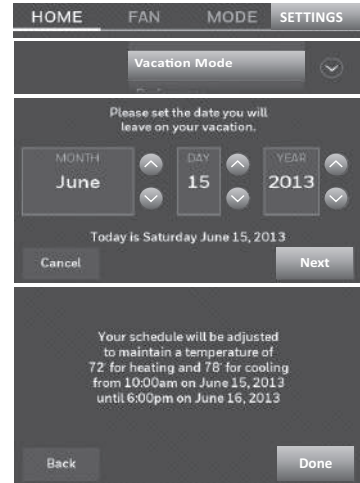 HOME FAN MODE SETTINGS
Vacation Mode
Please set the date you will
leave on your vacation.
MONTH DAY YEAR
June 15 2013
Today is Saturday June 15, 2013
Cancel Next
Your schedule will be adjusted
to maintain a temperature of
72° for heating and 78° for cooling
from 10:00am on June 15, 2013
until 6:00pm on June 16, 2013
Back Done